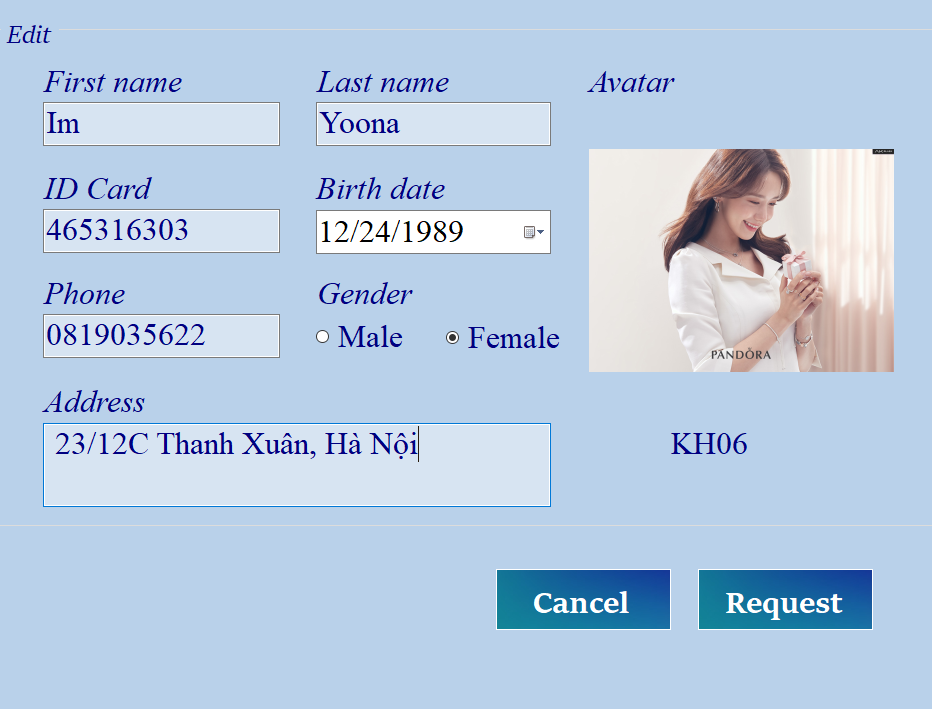 Edit
First name
Last name
Avatar
Im
Yoona
ID Card
Birth date
465316303
12/24/1989
Phone
Gender
0819035622
Male
Female
PANDORA
Address
23/12C Thanh Xuân, Hà Nội
KH06
Cancel
Request